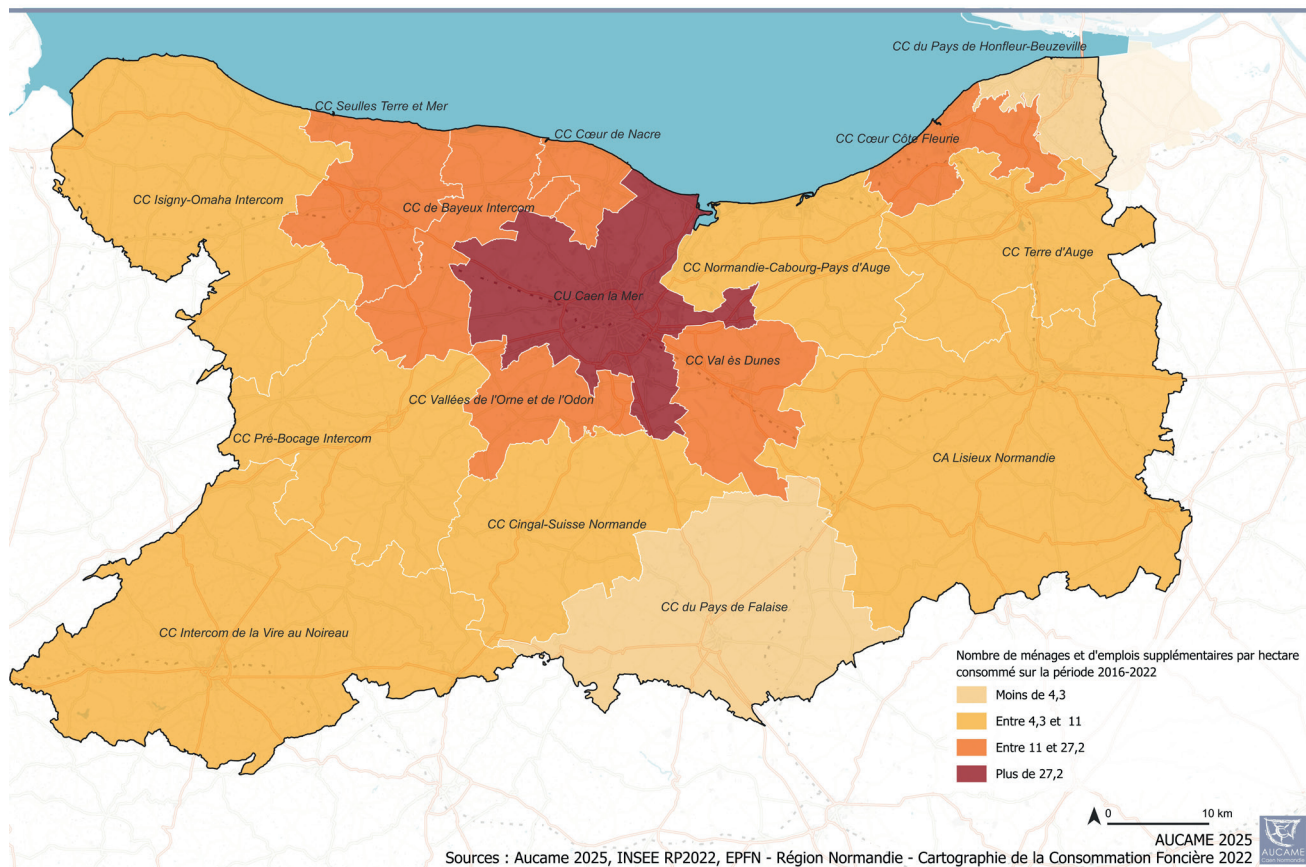 CC du Pays de Honfleur-Beuzeville
CC Seulles Terre et Mer
CC Cœur de Nacre
CC Cœur Côte Fleurie
CC Isigny-Omaha Intercom
CC de Bayeux Intercom
CC Terre d'Auge
CC Normandie-Cabourg-Pays d'Auge
CU Caen la Mer
CC Val és Dunes
CC Vallées de l'Orne et de l'Odon
CC Pré-Bocage Intercom
CA Lisieux Normandie
CC Cingal-Suisse Normande
CC du Pays de Falaise
CC Intercom de la Vire au Noireau
Nombre de ménages et d'emplois supplémentaires par hectare
consommé sur la période 2016-2022
Moins de 4,3
Entre 4,3 et 11
Entre 11 et 27,2
Plus de 27,2
0 10 km
AUCAME 2025
Sources : Aucame 2025, INSEE RP2022, EPFN - Région Normandie - Cartographie de la Consommation Foncière 2022
AUCAME
Caen Normandie